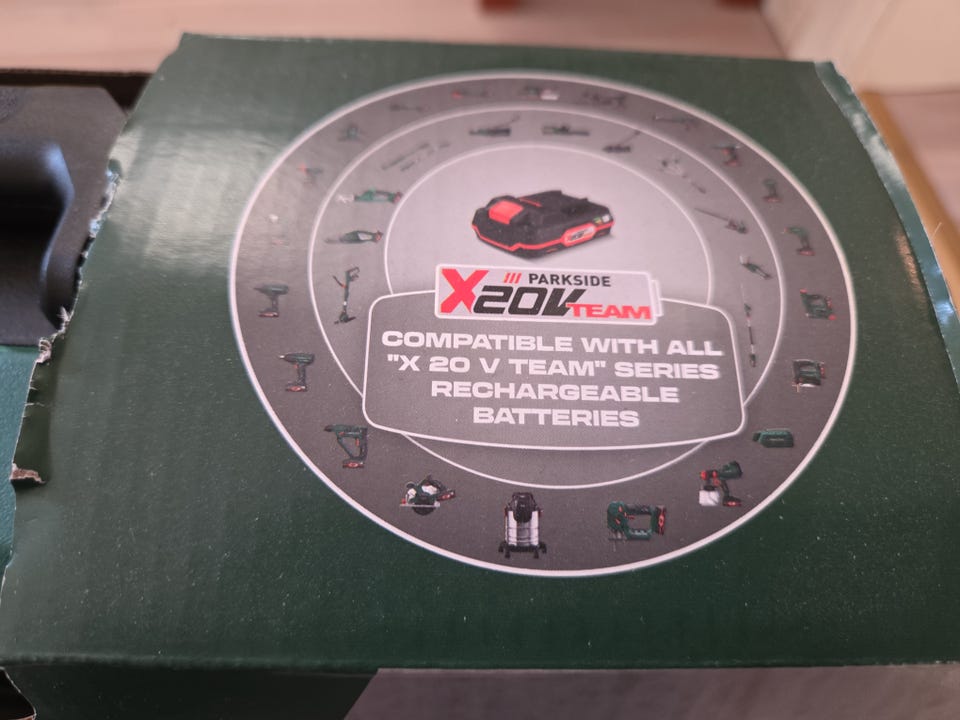 PARKSIDE
X20V TEAM
COMPATIBLE WITH ALL
"X 20 V TEAM" SERIES
RECHARGEABLE
BATTERIES